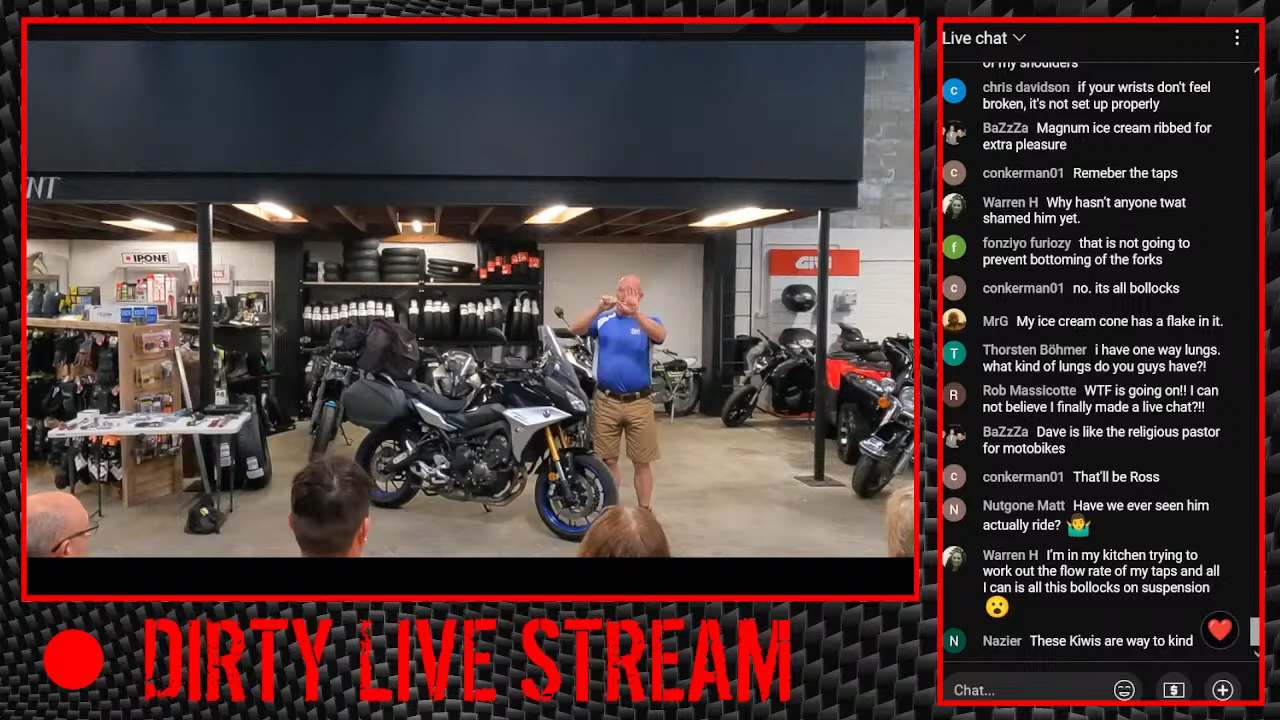 NT
IPONE
GIVI
DIRTY LIVE STREAM
Live chat
of my shoulders
C
chris davidson if your wrists don't feel
broken, it's not set up properly
BaZzZa Magnum ice cream ribbed for
extra pleasure
C
conkerman01 Remeber the taps
Warren H Why hasn't anyone twat
shamed him yet.
f
fonziyo furiozy that is not going to
prevent bottoming of the forks
C
conkerman01 no. its all bollocks
MrG My ice cream cone has a flake in it.
T
Thorsten Böhmer i have one way lungs.
what kind of lungs do you guys have?!
R
Rob Massicotte WTF is going on!! I can
not believe I finally made a live chat?!!
BaZzZa Dave is like the religious pastor
for motobikes
C
conkerman01 That'll be Ross
N
Nutgone Matt Have we ever seen him
actually ride? 🤷‍♂️
Warren H I'm in my kitchen trying to
work out the flow rate of my taps and all
I can is all this bollocks on suspension
😮
N
Nazier These Kiwis are way to kind
Chat...